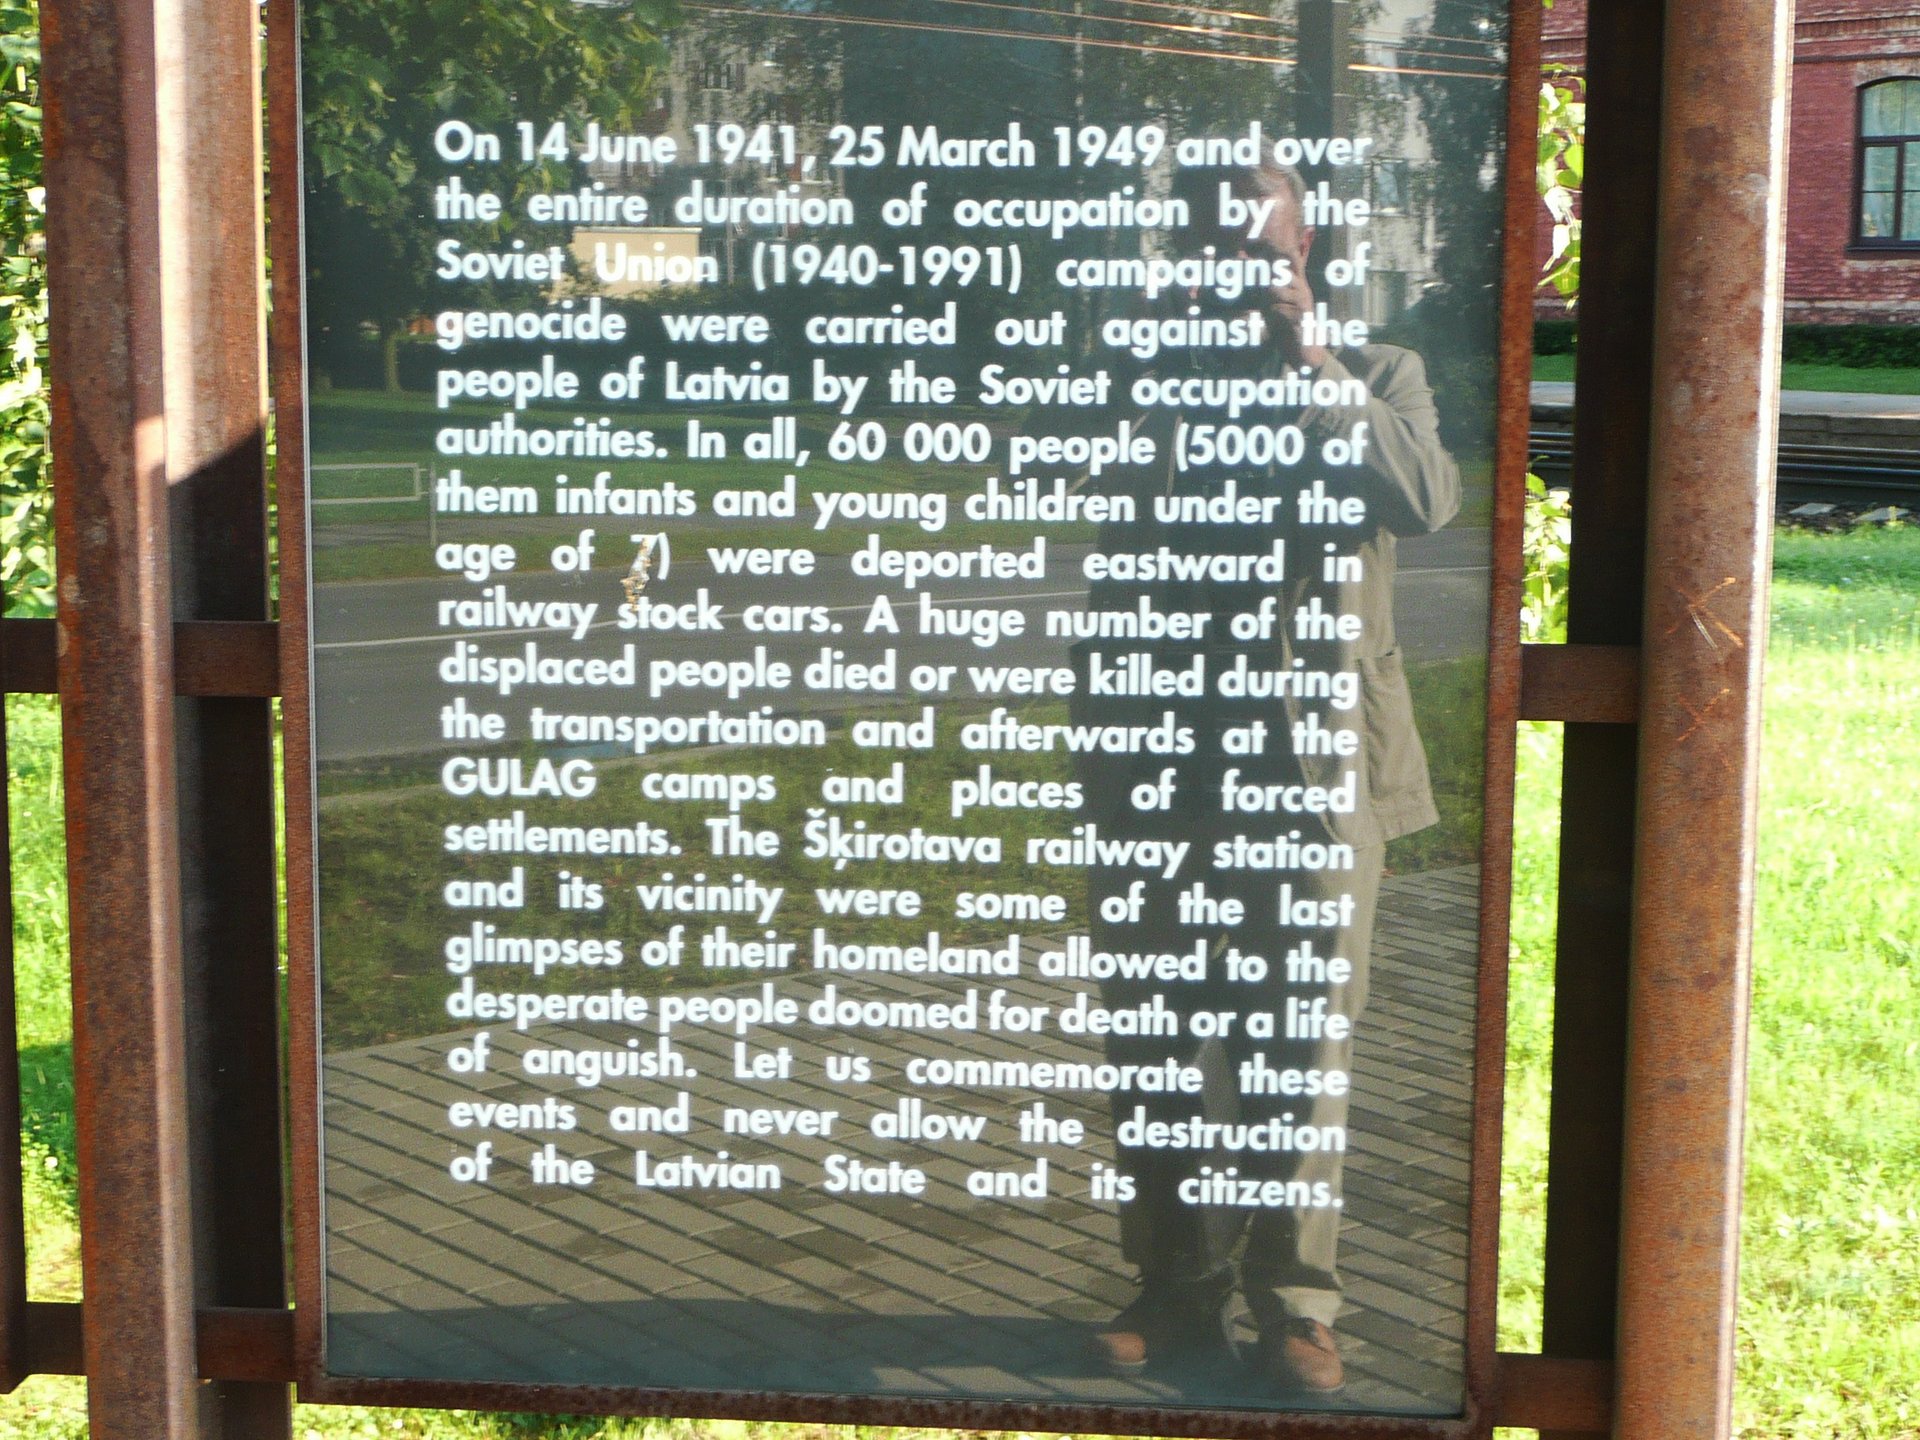 On 14 June 1941, 25 March 1949 and over
the entire duration of occupation by the
Soviet Union (1940-1991) campaigns of
genocide were carried out against the
people of Latvia by the Soviet occupation
authorities. In all, 60 000 people (5000 of
them infants and young children under the
age of 7) were deported eastward in
railway stock cars. A huge number of the
displaced people died or were killed during
the transportation and afterwards at the
GULAG camps and places of forced
settlements. The Šķirotava railway station
and its vicinity were some of the last
glimpses of their homeland allowed to the
desperate people doomed for death or a life
of anguish. Let us commemorate these
events and never allow the destruction
of the Latvian State and its citizens.